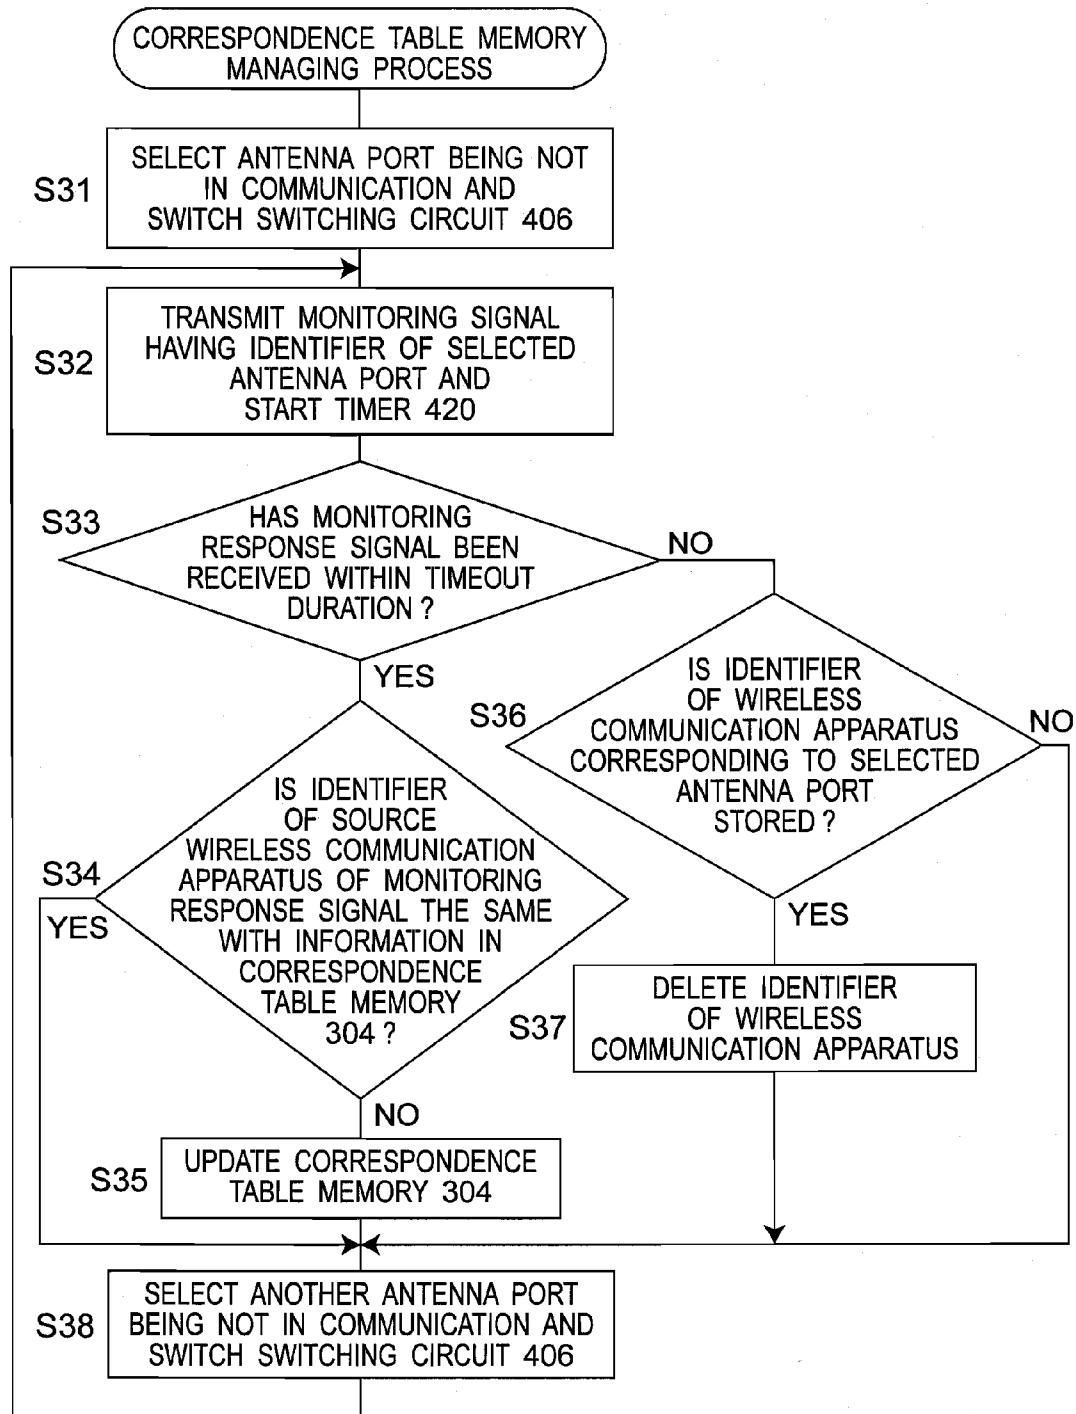 CORRESPONDENCE TABLE MEMORY
MANAGING PROCESS
S31
SELECT ANTENNA PORT BEING NOT
IN COMMUNICATION AND
SWITCH SWITCHING CIRCUIT 406
S32
TRANSMIT MONITORING SIGNAL
HAVING IDENTIFIER OF SELECTED
ANTENNA PORT AND
START TIMER 420
S33
HAS MONITORING
RESPONSE SIGNAL BEEN
RECEIVED WITHIN TIMEOUT
DURATION ?
NO
YES
S34
IS IDENTIFIER
OF SOURCE
WIRELESS COMMUNICATION
APPARATUS OF MONITORING
RESPONSE SIGNAL THE SAME
WITH INFORMATION IN
CORRESPONDENCE
TABLE MEMORY
304 ?
YES
NO
S35
UPDATE CORRESPONDENCE
TABLE MEMORY 304
S36
IS IDENTIFIER
OF WIRELESS
COMMUNICATION APPARATUS
CORRESPONDING TO SELECTED
ANTENNA PORT
STORED ?
NO
YES
S37
DELETE IDENTIFIER
OF WIRELESS
COMMUNICATION APPARATUS
S38
SELECT ANOTHER ANTENNA PORT
BEING NOT IN COMMUNICATION AND
SWITCH SWITCHING CIRCUIT 406